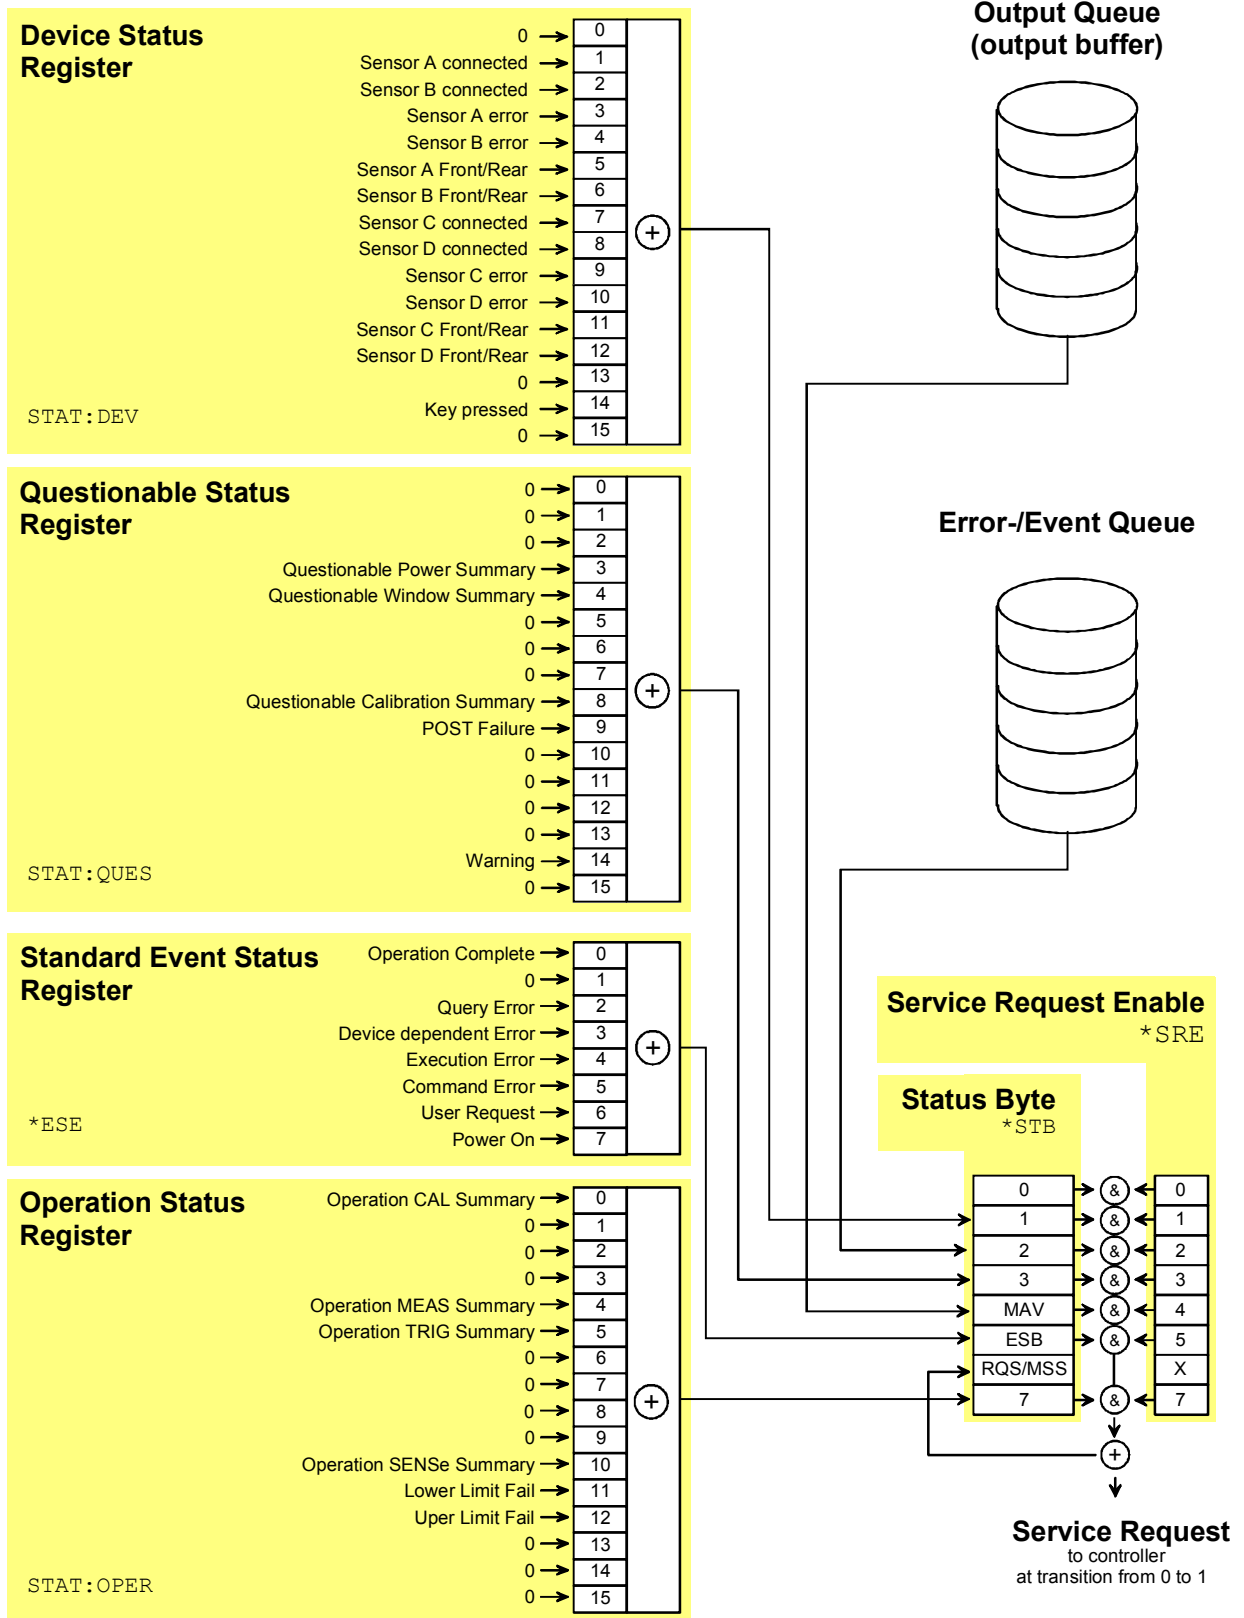 Device Status
Register
0 0
Sensor A connected 1
Sensor B connected 2
Sensor A error 3
Sensor B error 4
Sensor A Front/Rear 5
Sensor B Front/Rear 6
Sensor C connected 7
Sensor D connected 8
Sensor C error 9
Sensor D error 10
Sensor C Front/Rear 11
Sensor D Front/Rear 12
0 13
Key pressed 14
0 15
+
STAT:DEV
Output Queue
(output buffer)
Questionable Status
Register
0 0
0 1
0 2
Questionable Power Summary 3
Questionable Window Summary 4
0 5
0 6
0 7
Questionable Calibration Summary 8
POST Failure 9
0 10
0 11
0 12
0 13
Warning 14
0 15
+
STAT:QUES
Error-/Event Queue
Standard Event Status
Register
Operation Complete 0
0 1
Query Error 2
Device dependent Error 3
Execution Error 4
Command Error 5
User Request 6
Power On 7
+
*ESE
Operation Status
Register
Operation CAL Summary 0
0 1
0 2
0 3
Operation MEAS Summary 4
Operation TRIG Summary 5
0 6
0 7
0 8
0 9
Operation SENSe Summary 10
Lower Limit Fail 11
Uper Limit Fail 12
0 13
0 14
0 15
+
STAT:OPER
Service Request Enable
*SRE
Status Byte
*STB
0 & 0
1 & 1
2 & 2
3 & 3
MAV & 4
ESB & 5
RQS/MSS X
7 & 7
+
Service Request
to controller
at transition from 0 to 1